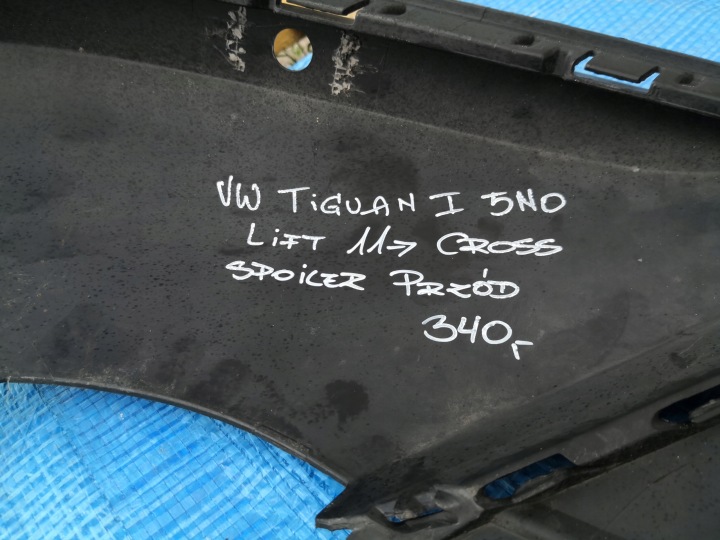 VW TiGUAN I 5N0
LiFT 11→ CROSS
SPOiLER PRZÓD
340,-